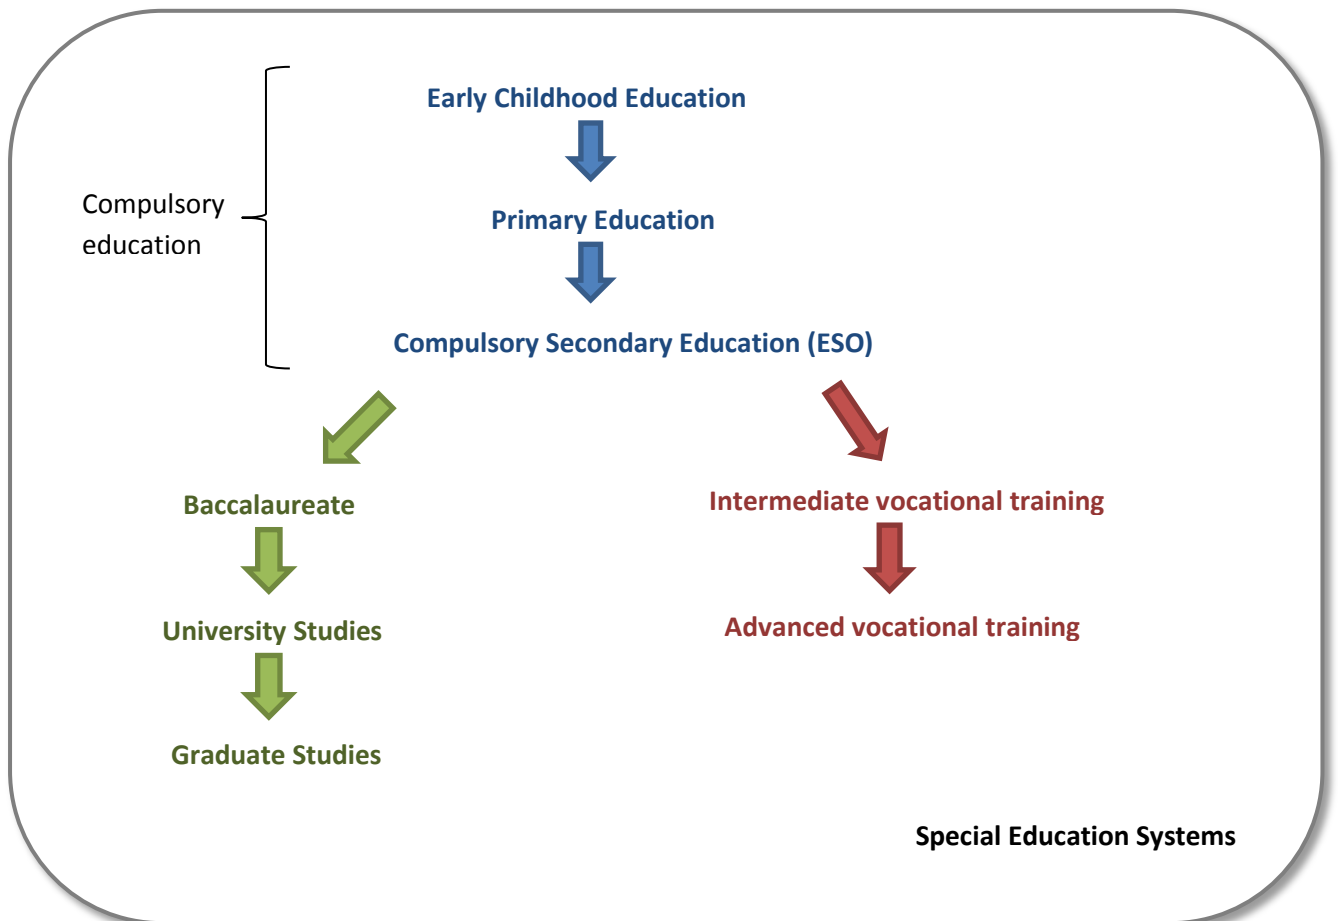 Early Childhood Education
Compulsory
education
Primary Education
Compulsory Secondary Education (ESO)
Baccalaureate
Intermediate vocational training
University Studies
Advanced vocational training
Graduate Studies
Special Education Systems